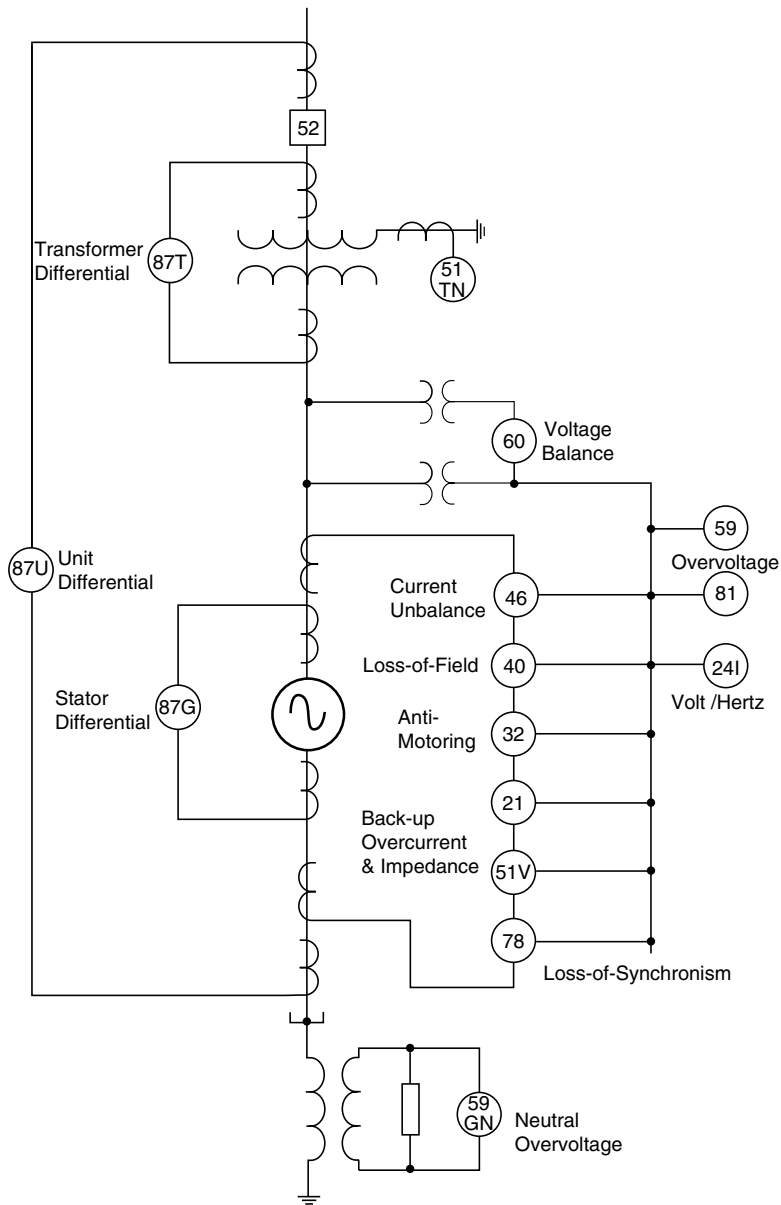 52
Transformer
Differential
87T
51
TN
60
Voltage
Balance
87U
Unit
Differential
59
Overvoltage
Current
Unbalance
46
81
Loss-of-Field
40
24I
Volt /Hertz
Stator
Differential
87G
Anti-
Motoring
32
21
Back-up
Overcurrent
& Impedance
51V
78
Loss-of-Synchronism
59
GN
Neutral
Overvoltage